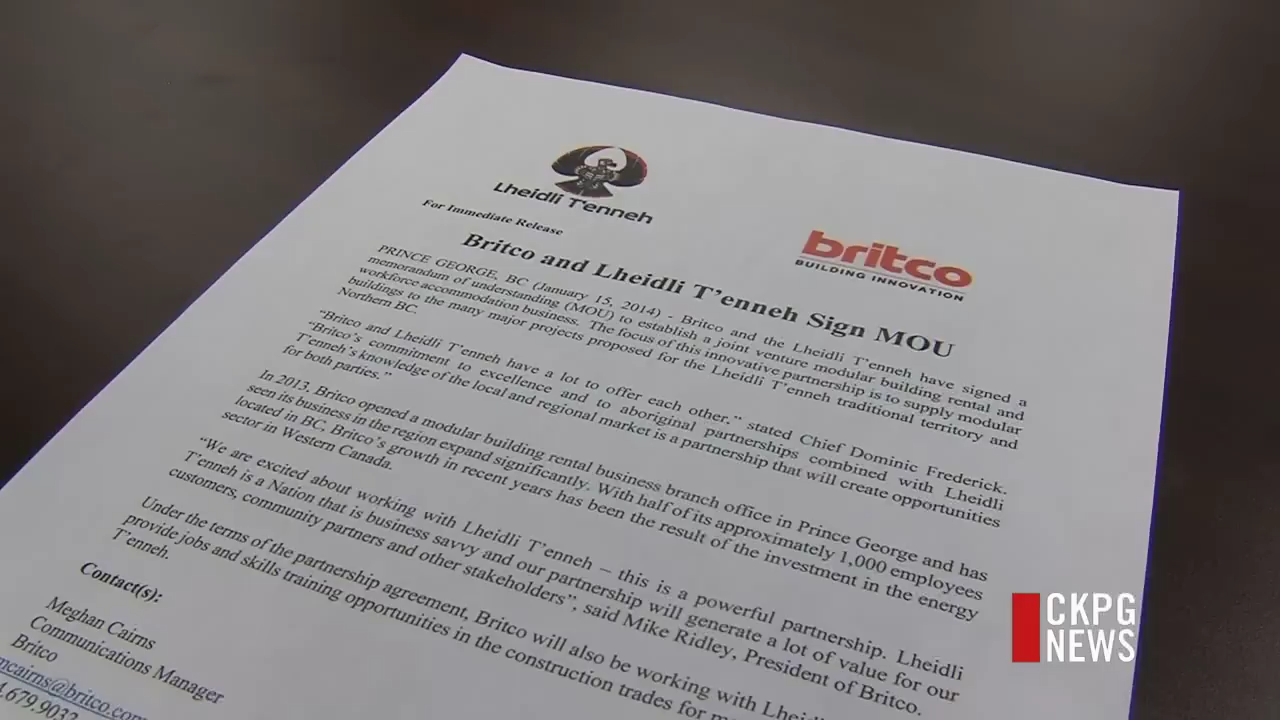 Lheidli T'enneh
For Immediate Release
britco
BUILDING INNOVATION
Britco and Lheidli T'enneh Sign MOU
PRINCE GEORGE, BC (January 15, 2014) - Britco and the Lheidli T'enneh have signed a
memorandum of understanding (MOU) to establish a joint venture modular building rental and
workforce accommodation business. The focus of this innovative partnership is to supply modular
buildings to the many major projects proposed for the Lheidli T'enneh traditional territory and
Northern BC.
"Britco and Lheidli T'enneh have a lot to offer each other." stated Chief Dominic Frederick.
"Britco's commitment to excellence and to aboriginal partnerships combined with Lheidli
T'enneh's knowledge of the local and regional market is a partnership that will create opportunities
for both parties."
In 2013, Britco opened a modular building rental business branch office in Prince George and has
seen its business in the region expand significantly. With half of its approximately 1,000 employees
located in BC. Britco's growth in recent years has been the result of the investment in the energy
sector in Western Canada.
"We are excited about working with Lheidli T'enneh – this is a powerful partnership. Lheidli
T'enneh is a Nation that is business savvy and our partnership will generate a lot of value for our
customers, community partners and other stakeholders", said Mike Ridley, President of Britco.
Under the terms of the partnership agreement, Britco will also be working with Lheidli
provide jobs and skills training opportunities in the construction trades for
T'enneh.
Contact(s):
Meghan Cairns
Communications Manager
Britco
mcairns@britco.com
4.679.9032
CKPG
NEWS